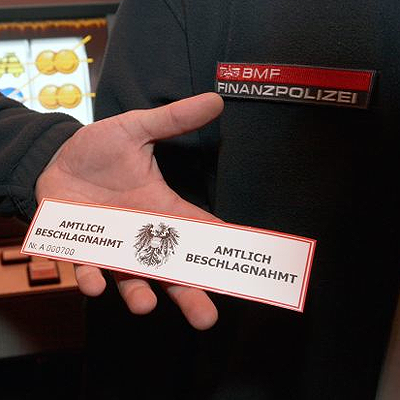 BMF
FINANZPOLIZEI
AMTLICH
BESCHLAGNAHMT
Nr. A 000700
AMTLICH
BESCHLAGNAHMT